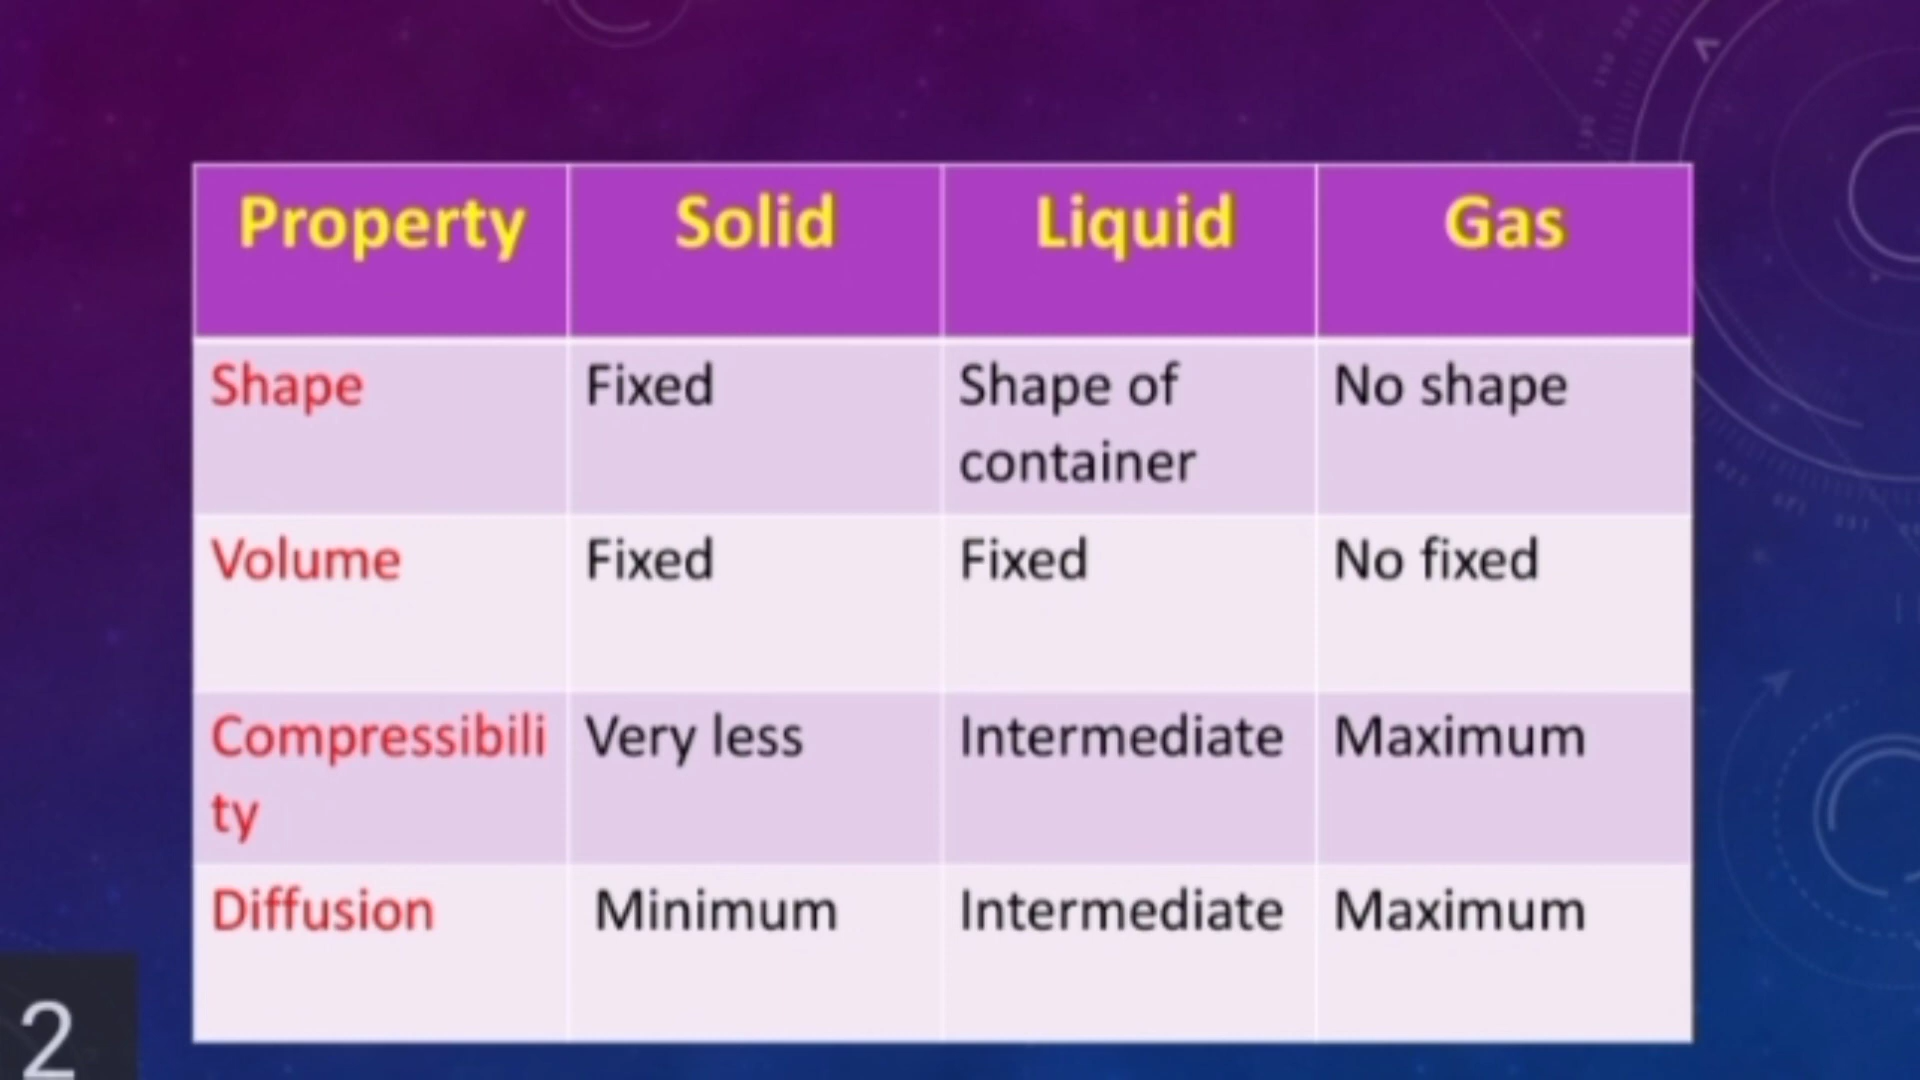 Property Solid Liquid Gas
Shape Fixed Shape of No shape
container
Volume Fixed Fixed No fixed
Compressibili Very less Intermediate Maximum
ty
Diffusion Minimum Intermediate Maximum
2